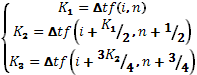 K₁ = Δtf(i, n)
K₂ = Δtf(i + K₁/₂, n + 1/₂)
K₃ = Δtf(i + 3K₂/₄, n + 3/₄)